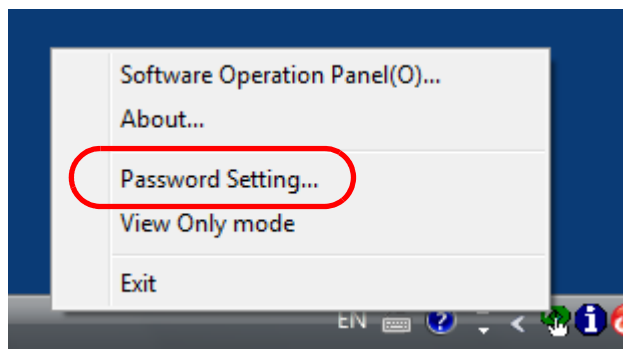 Software Operation Panel(O)...
About...
Password Setting...
View Only mode
Exit
EN